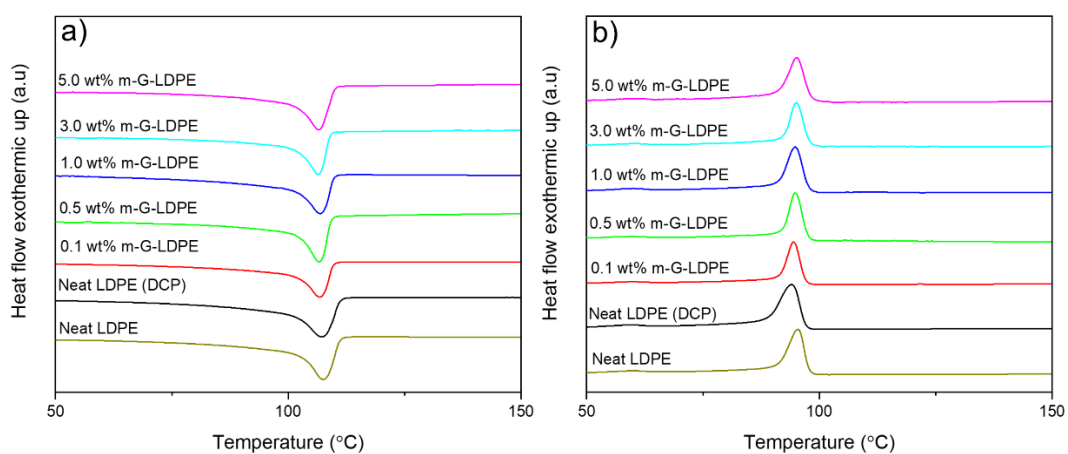 a)
Heat flow exothermic up (a.u)
5.0 wt% m-G-LDPE
3.0 wt% m-G-LDPE
1.0 wt% m-G-LDPE
0.5 wt% m-G-LDPE
0.1 wt% m-G-LDPE
Neat LDPE (DCP)
Neat LDPE
50 100 150
Temperature (°C)
b)
Heat flow exothermic up (a.u)
5.0 wt% m-G-LDPE
3.0 wt% m-G-LDPE
1.0 wt% m-G-LDPE
0.5 wt% m-G-LDPE
0.1 wt% m-G-LDPE
Neat LDPE (DCP)
Neat LDPE
50 100 150
Temperature (°C)